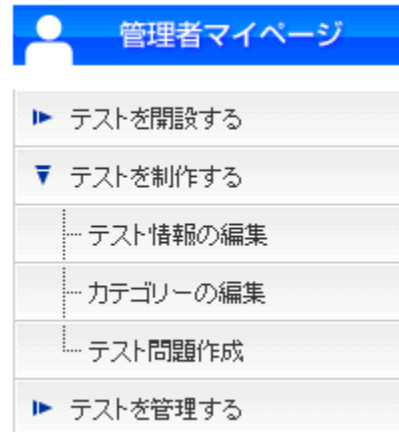 管理者マイページ
テストを開設する
テストを制作する
テスト情報の編集
カテゴリーの編集
テスト問題作成
テストを管理する